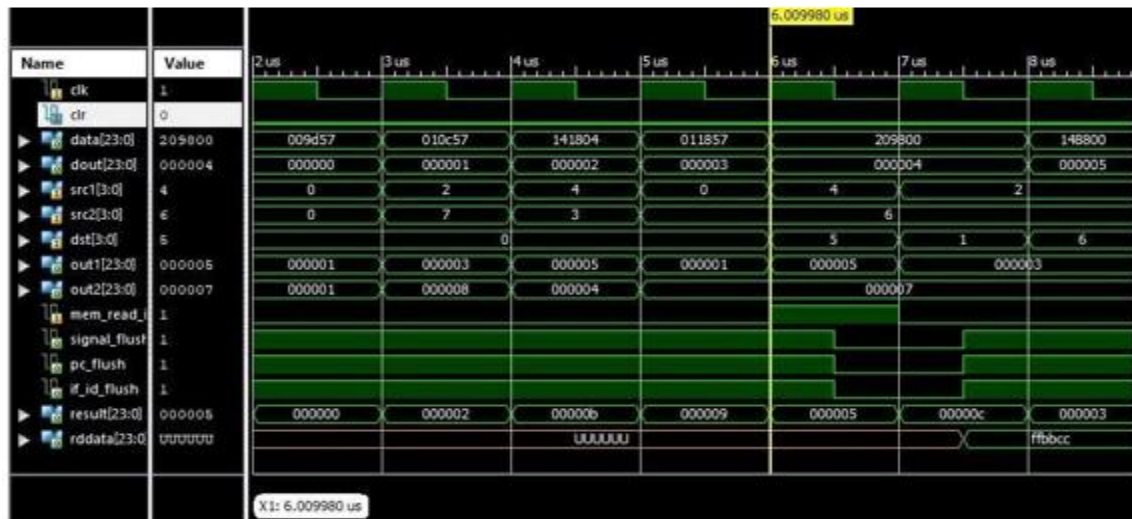 6.009980 us
Name Value 2 us 3 us 4 us 5 us 6 us 7 us 8 us
clk 1
clr 0
data[23:0] 209800 009d57 010c57 141804 011857 209800 148800
dout[23:0] 000004 000000 000001 000002 000003 000004 000005
src1[3:0] 4 0 2 4 0 4 2
src2[3:0] 6 0 7 3 6
dst[3:0] 5 0 5 1 6
out1[23:0] 000005 000001 000003 000005 000001 000005 000003
out2[23:0] 000007 000001 000008 000004 000007
mem_read_i 1
signal_flush 1
pc_flush 1
if_id_flush 1
result[23:0] 000005 000000 000002 00000b 000009 000005 00000c 000003
rddata[23:0 UUUUUU UUUUUU ffbbcc
X1: 6.009980 us